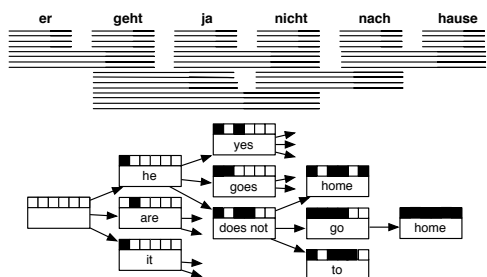 er geht ja nicht nach hause
yes
he
goes home
are does not go home
it
to